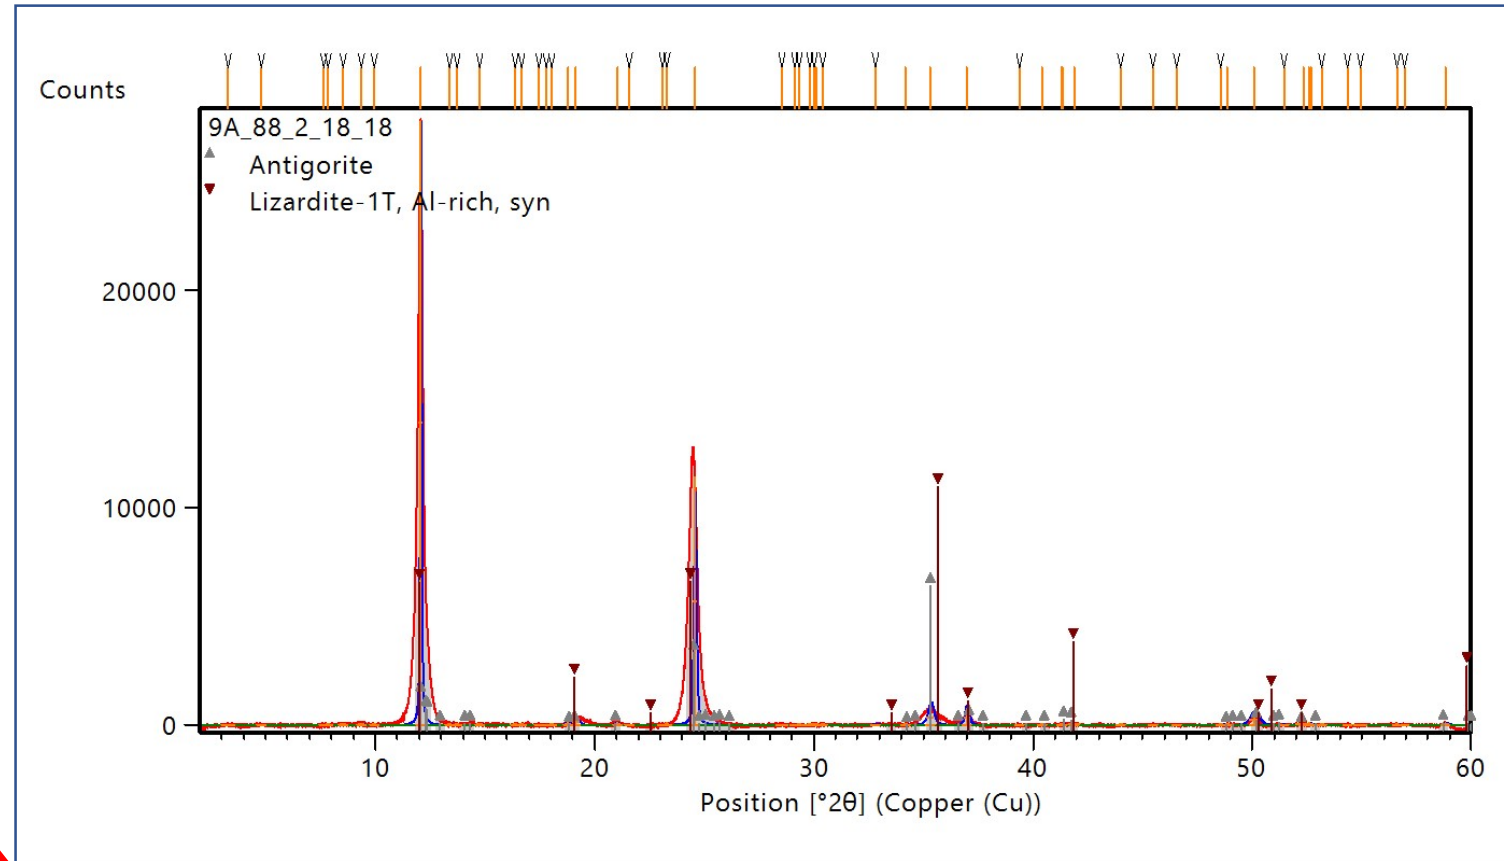 Counts
9A_88_2_18_18
Antigorite
Lizardite-1T, Al-rich, syn
20000
10000
0
10 20 30 40 50 60
Position [°2θ] (Copper (Cu))